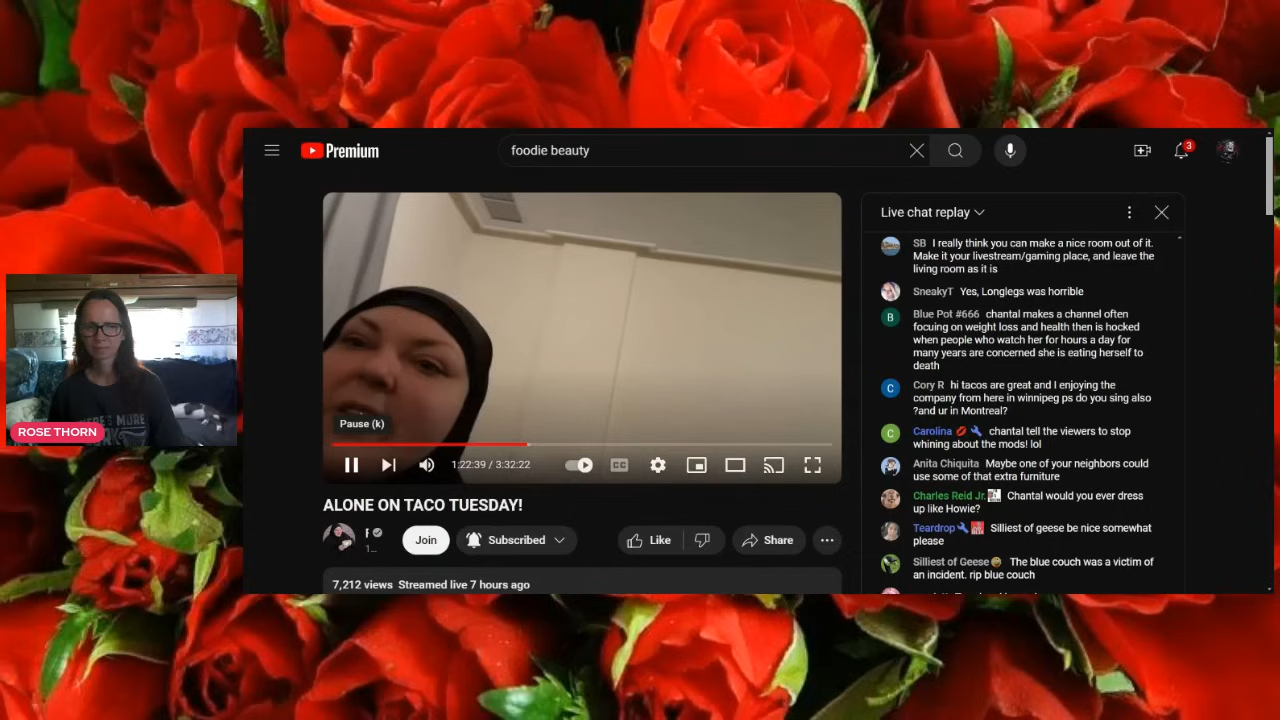 Premium
foodie beauty
3
Live chat replay
SB I really think you can make a nice room out of it.
Make it your livestream/gaming place, and leave the
living room as it is
SneakyT Yes, Longlegs was horrible
B
Blue Pot #666 chantal makes a channel often
focusing on weight loss and health then is hocked
when people who watch her for hours a day for
many years are concerned she is eating herself to
death
C
Cory R hi tacos are great and I enjoying the
company from here in winnipeg ps do you sing also
?and ur in Montreal?
C
Carolina chantal tell the viewers to stop
whining about the mods! lol
Anita Chiquita Maybe one of your neighbors could
use some of that extra furniture
Charles Reid Jr. Chantal would you ever dress
up like Howie?
Teardrop Silliest of geese be nice somewhat
please
Silliest of Geese The blue couch was a victim of
an incident. rip blue couch
Pause (k)
1:22:39 / 3:32:22
CC
ALONE ON TACO TUESDAY!
F
1...
Join
Subscribed
Like
Share
7,212 views Streamed live 7 hours ago
ROSE THORN